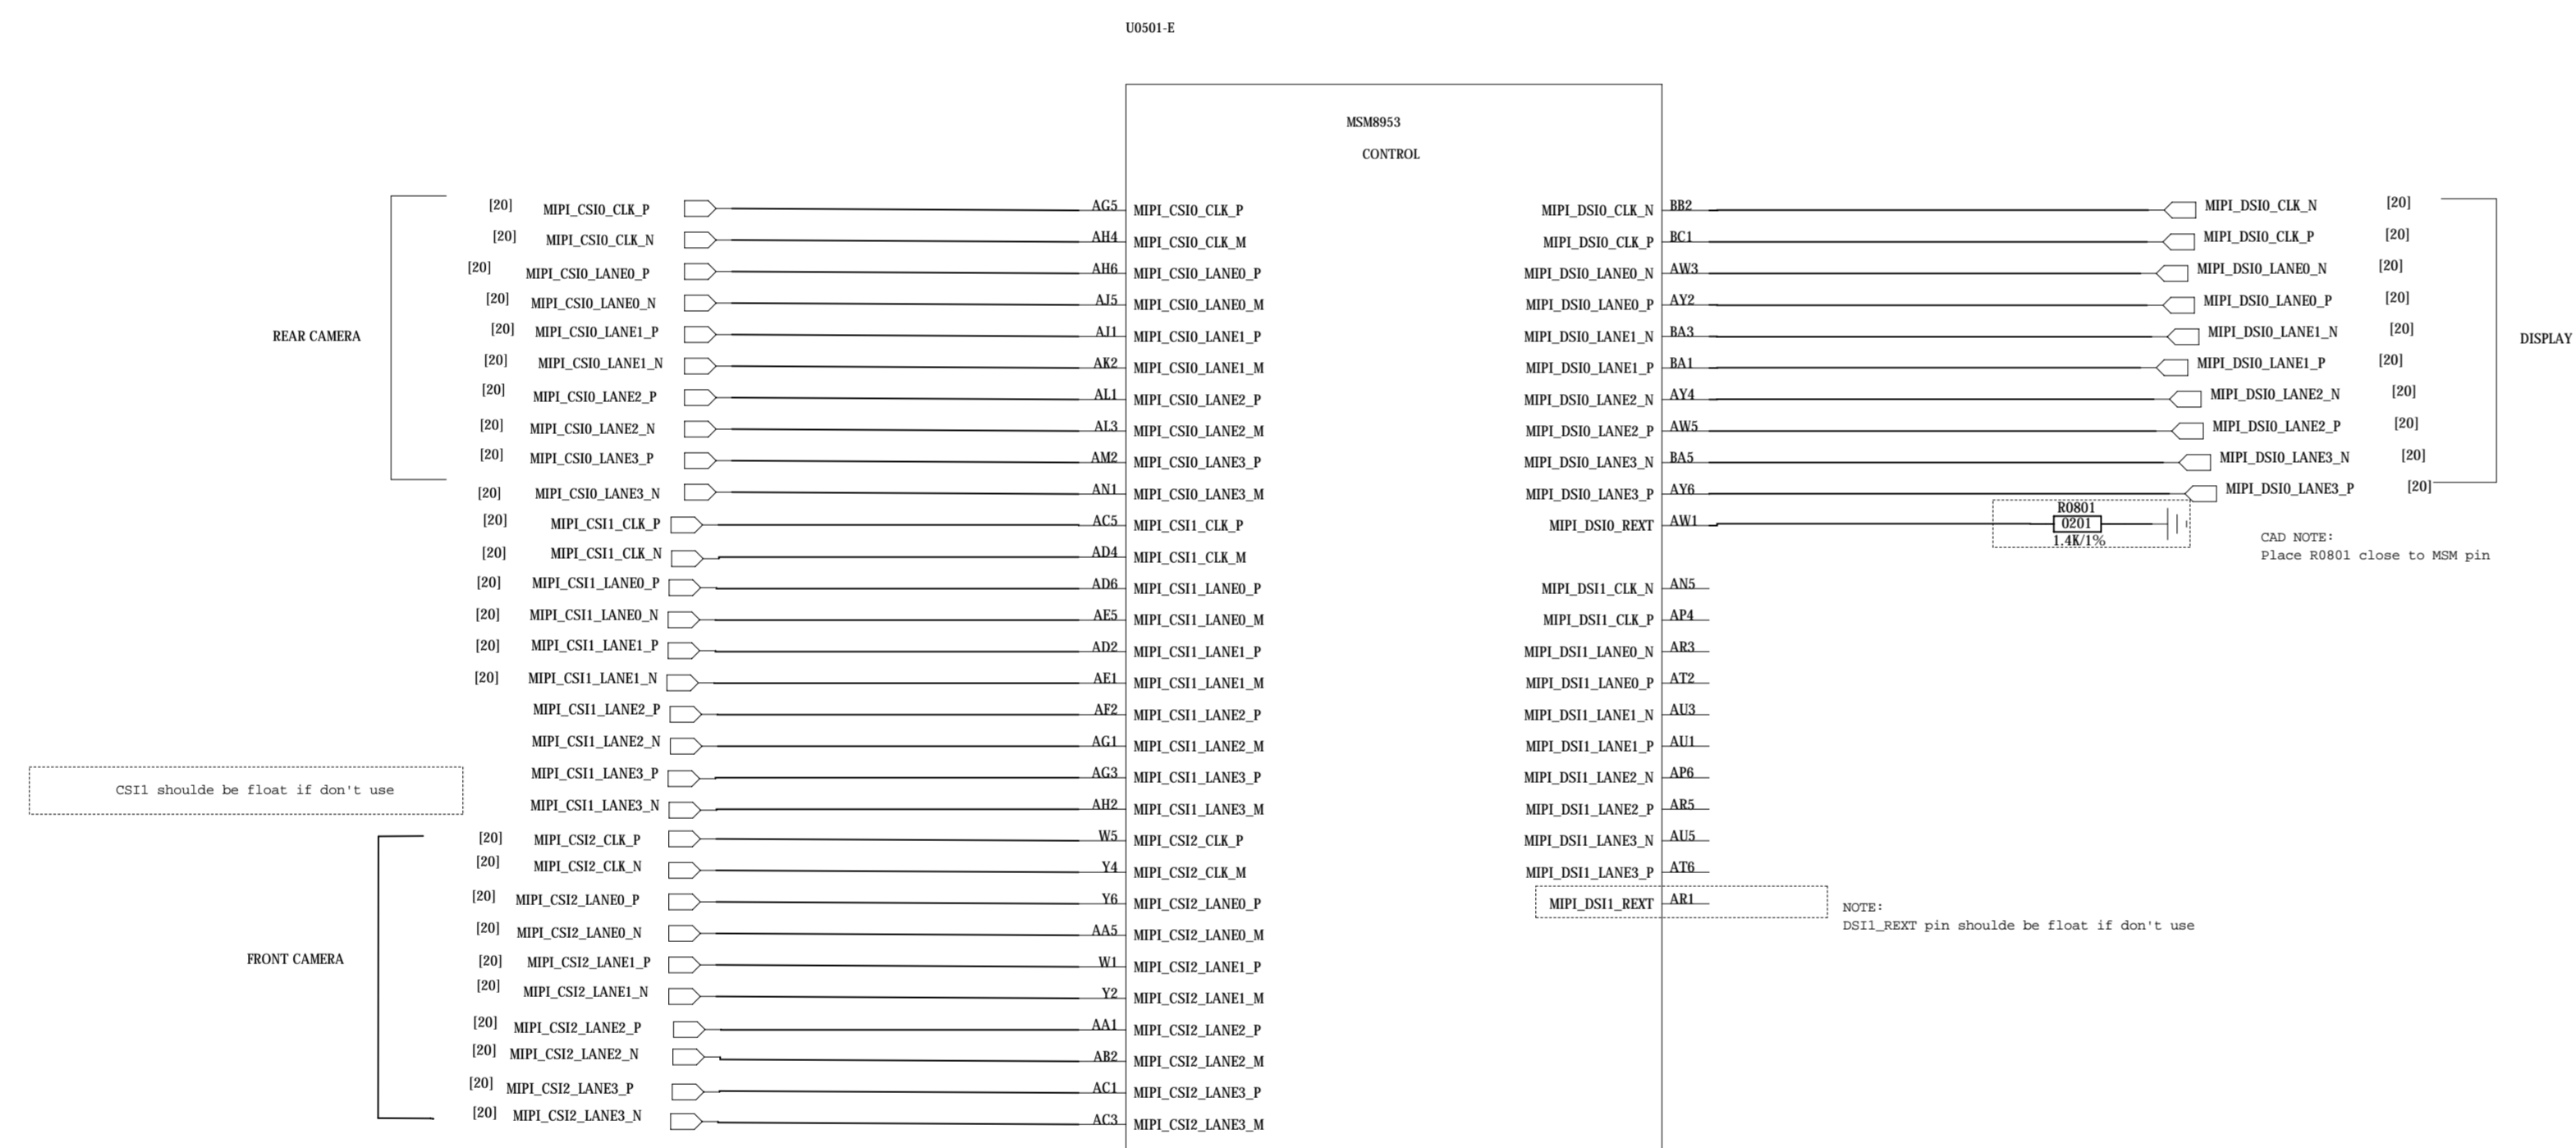 U0501-E
MSM8953
CONTROL
[20] MIPI_CSI0_CLK_P AG5 MIPI_CSI0_CLK_P MIPI_DSI0_CLK_N BB2 MIPI_DSI0_CLK_N [20]
[20] MIPI_CSI0_CLK_N AH4 MIPI_CSI0_CLK_M MIPI_DSI0_CLK_P BC1 MIPI_DSI0_CLK_P [20]
[20] MIPI_CSI0_LANE0_P AH6 MIPI_CSI0_LANE0_P MIPI_DSI0_LANE0_N AW3 MIPI_DSI0_LANE0_N [20]
[20] MIPI_CSI0_LANE0_N AJ5 MIPI_CSI0_LANE0_M MIPI_DSI0_LANE0_P AY2 MIPI_DSI0_LANE0_P [20]
REAR CAMERA [20] MIPI_CSI0_LANE1_P AJ1 MIPI_CSI0_LANE1_P MIPI_DSI0_LANE1_N BA3 MIPI_DSI0_LANE1_N [20] DISPLAY
[20] MIPI_CSI0_LANE1_N AK2 MIPI_CSI0_LANE1_M MIPI_DSI0_LANE1_P BA1 MIPI_DSI0_LANE1_P [20]
[20] MIPI_CSI0_LANE2_P AL1 MIPI_CSI0_LANE2_P MIPI_DSI0_LANE2_N AY4 MIPI_DSI0_LANE2_N [20]
[20] MIPI_CSI0_LANE2_N AL3 MIPI_CSI0_LANE2_M MIPI_DSI0_LANE2_P AW5 MIPI_DSI0_LANE2_P [20]
[20] MIPI_CSI0_LANE3_P AM2 MIPI_CSI0_LANE3_P MIPI_DSI0_LANE3_N BA5 MIPI_DSI0_LANE3_N [20]
[20] MIPI_CSI0_LANE3_N AN1 MIPI_CSI0_LANE3_M MIPI_DSI0_LANE3_P AY6 MIPI_DSI0_LANE3_P [20]
R0801
[20] MIPI_CSI1_CLK_P AC5 MIPI_CSI1_CLK_P MIPI_DSI0_REXT AW1 0201
1.4K/1%
CAD NOTE:
Place R0801 close to MSM pin
[20] MIPI_CSI1_CLK_N AD4 MIPI_CSI1_CLK_M
[20] MIPI_CSI1_LANE0_P AD6 MIPI_CSI1_LANE0_P MIPI_DSI1_CLK_N AN5
[20] MIPI_CSI1_LANE0_N AE5 MIPI_CSI1_LANE0_M MIPI_DSI1_CLK_P AP4
[20] MIPI_CSI1_LANE1_P AD2 MIPI_CSI1_LANE1_P MIPI_DSI1_LANE0_N AR3
[20] MIPI_CSI1_LANE1_N AE1 MIPI_CSI1_LANE1_M MIPI_DSI1_LANE0_P AT2
MIPI_CSI1_LANE2_P AF2 MIPI_CSI1_LANE2_P MIPI_DSI1_LANE1_N AU3
MIPI_CSI1_LANE2_N AG1 MIPI_CSI1_LANE2_M MIPI_DSI1_LANE1_P AU1
MIPI_CSI1_LANE3_P AG3 MIPI_CSI1_LANE3_P MIPI_DSI1_LANE2_N AP6
CSI1 shoulde be float if don't use
MIPI_CSI1_LANE3_N AH2 MIPI_CSI1_LANE3_M MIPI_DSI1_LANE2_P AR5
[20] MIPI_CSI2_CLK_P W5 MIPI_CSI2_CLK_P MIPI_DSI1_LANE3_N AU5
[20] MIPI_CSI2_CLK_N Y4 MIPI_CSI2_CLK_M MIPI_DSI1_LANE3_P AT6
[20] MIPI_CSI2_LANE0_P Y6 MIPI_CSI2_LANE0_P MIPI_DSI1_REXT AR1
NOTE:
DSI1_REXT pin shoulde be float if don't use
[20] MIPI_CSI2_LANE0_N AA5 MIPI_CSI2_LANE0_M
FRONT CAMERA [20] MIPI_CSI2_LANE1_P W1 MIPI_CSI2_LANE1_P
[20] MIPI_CSI2_LANE1_N Y2 MIPI_CSI2_LANE1_M
[20] MIPI_CSI2_LANE2_P AA1 MIPI_CSI2_LANE2_P
[20] MIPI_CSI2_LANE2_N AB2 MIPI_CSI2_LANE2_M
[20] MIPI_CSI2_LANE3_P AC1 MIPI_CSI2_LANE3_P
[20] MIPI_CSI2_LANE3_N AC3 MIPI_CSI2_LANE3_M